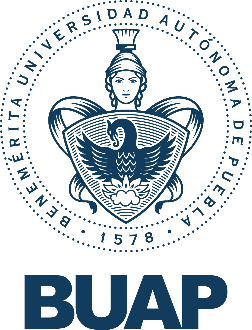 BENEMÉRITA UNIVERSIDAD AUTÓNOMA DE PUEBLA
· 1578 ·
BUAP